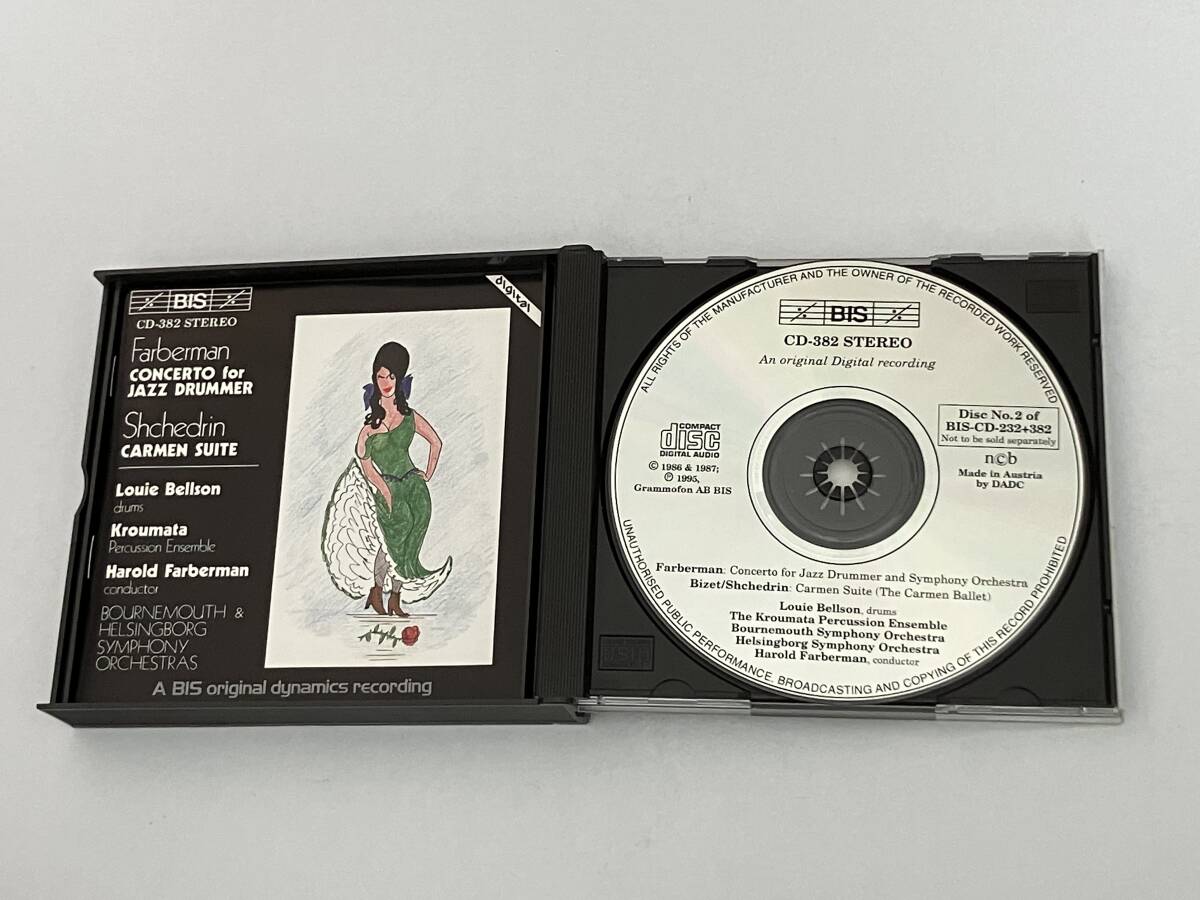 BIS
CD-382 STEREO
digital
Farberman
CONCERTO for
JAZZ DRUMMER
Shchedrin
CARMEN SUITE
Louie Bellson
drums
Kroumata
Percussion Ensemble
Harold Farberman
conductor
BOURNEMOUTH &
HELSINGBORG
SYMPHONY
ORCHESTRAS
A BIS original dynamics recording
ALL RIGHTS OF THE MANUFACTURER AND THE OWNER OF THE RECORDED WORK RESERVED
BIS
CD-382 STEREO
An original Digital recording
COMPACT
disc
DIGITAL AUDIO
© 1986 & 1987;
℗ 1995,
Grammofon AB BIS
Disc No. 2 of
BIS-CD-232+382
Not to be sold separately
ncb
Made in Austria
by DADC
Farberman: Concerto for Jazz Drummer and Symphony Orchestra
Bizet/Shchedrin: Carmen Suite (The Carmen Ballet)
Louie Bellson, drums
The Kroumata Percussion Ensemble
Bournemouth Symphony Orchestra
Helsingborg Symphony Orchestra
Harold Farberman, conductor
UNAUTHORISED PUBLIC PERFORMANCE, BROADCASTING AND COPYING OF THIS RECORD PROHIBITED